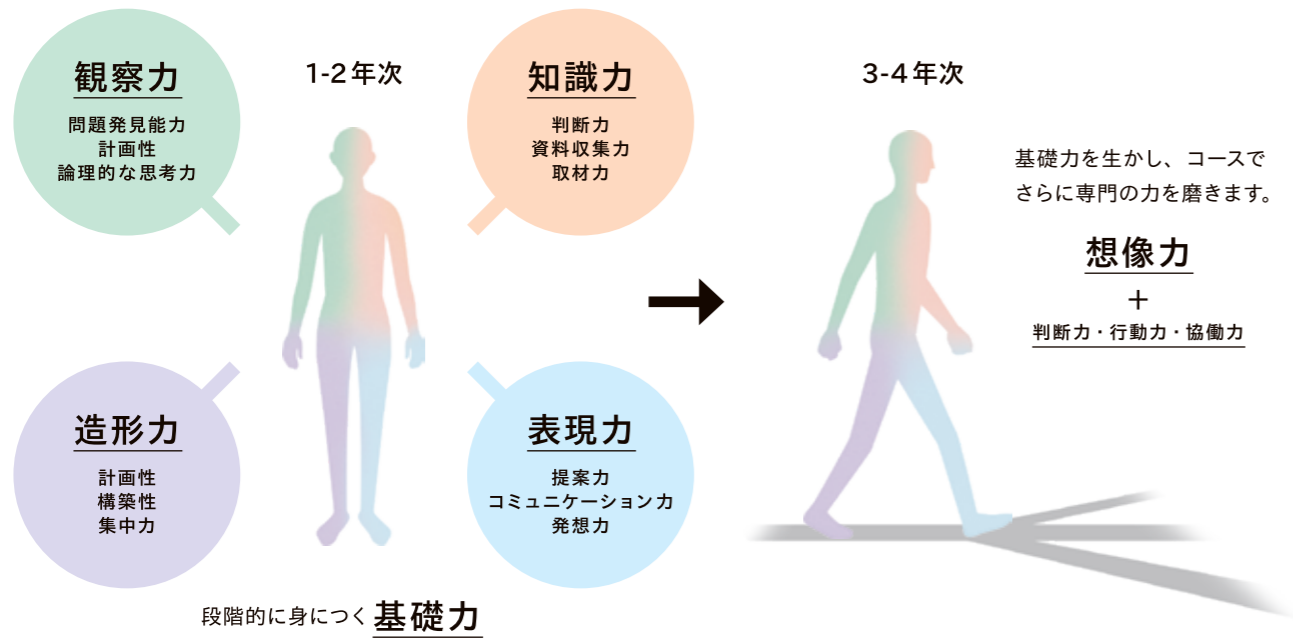 1-2年次
観察力
問題発見能力
計画性
論理的な思考力
知識力
判断力
資料収集力
取材力
造形力
計画性
構築性
集中力
表現力
提案力
コミュニケーション力
発想力
段階的に身につく 基礎力
3-4年次
基礎力を生かし、コースで
さらに専門の力を磨きます。
想像力
+
判断力・行動力・協働力